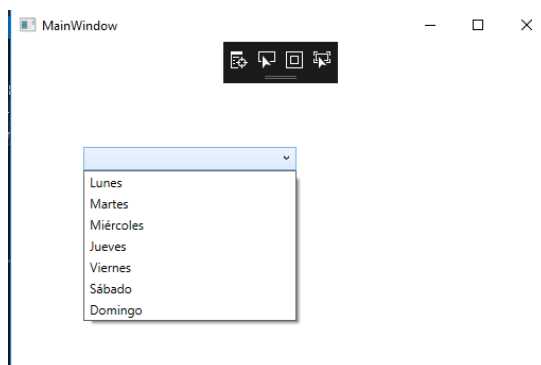 MainWindow
Lunes
Martes
Miércoles
Jueves
Viernes
Sábado
Domingo